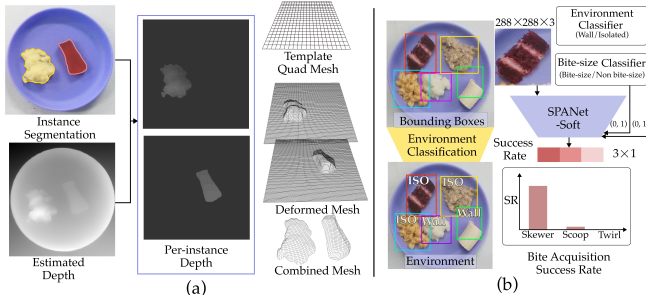 Instance
Segmentation
Estimated
Depth
Per-instance
Depth
(a)
Template
Quad Mesh
Deformed Mesh
Combined Mesh
Bounding Boxes
Environment
Classification
ISO
ISO
ISO
Wall
Wall
Environment
(b)
288×288×3
Environment
Classifier
(Wall/Isolated)
Bite-size Classifier
(Bite-size/Non bite-size)
SPANet
-Soft
(0, 1)
(0, 1)
Success
Rate
3×1
SR
Skewer Scoop Twirl
Bite Acquisition
Success Rate